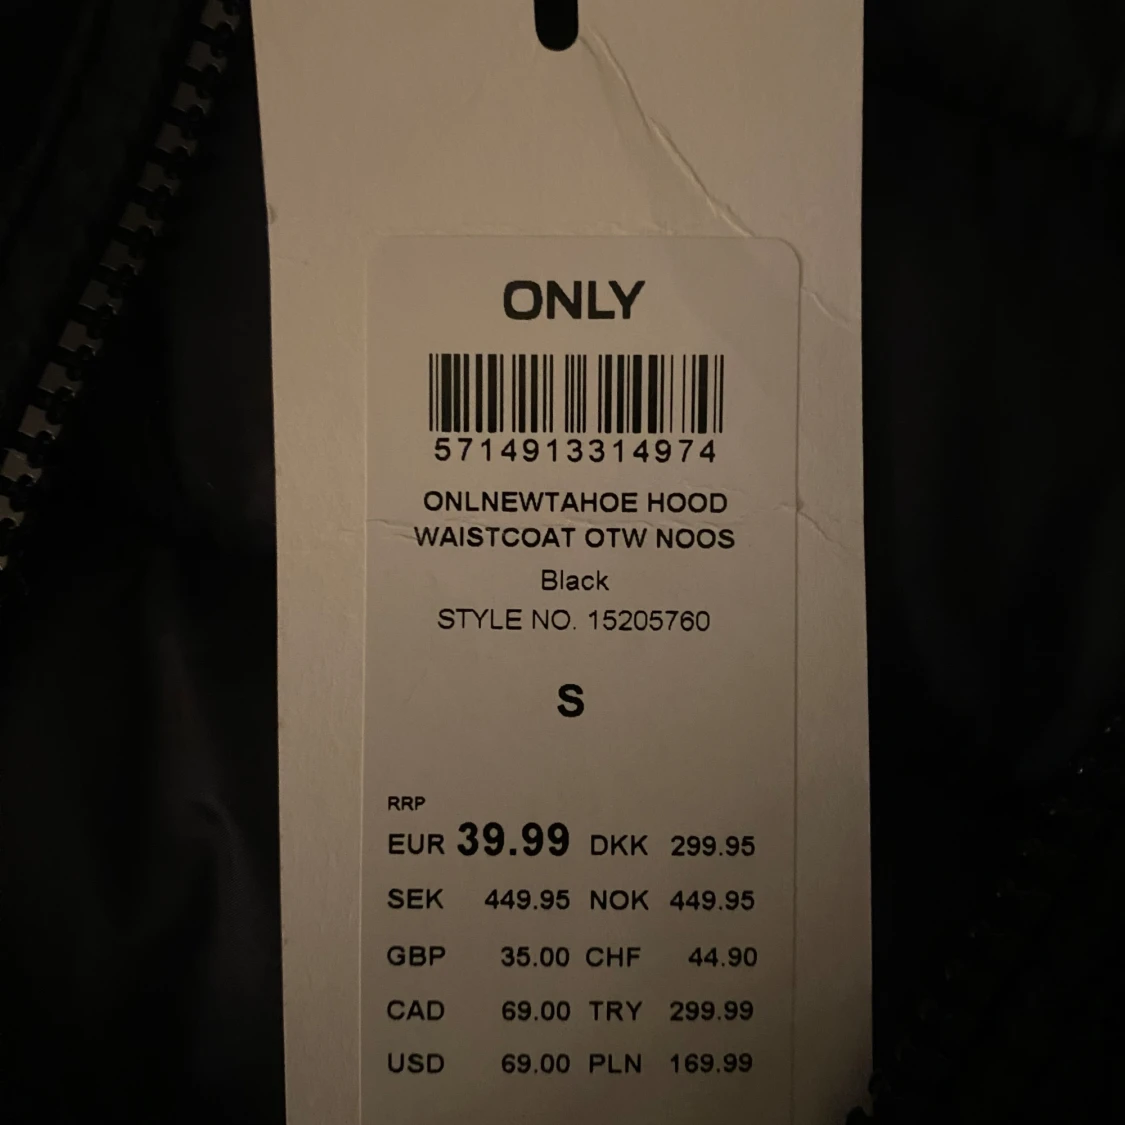 ONLY
5714913314974
ONLNEWTAHOE HOOD
WAISTCOAT OTW NOOS
Black
STYLE NO. 15205760
S
RRP
EUR 39.99 DKK 299.95
SEK 449.95 NOK 449.95
GBP 35.00 CHF 44.90
CAD 69.00 TRY 299.99
USD 69.00 PLN 169.99